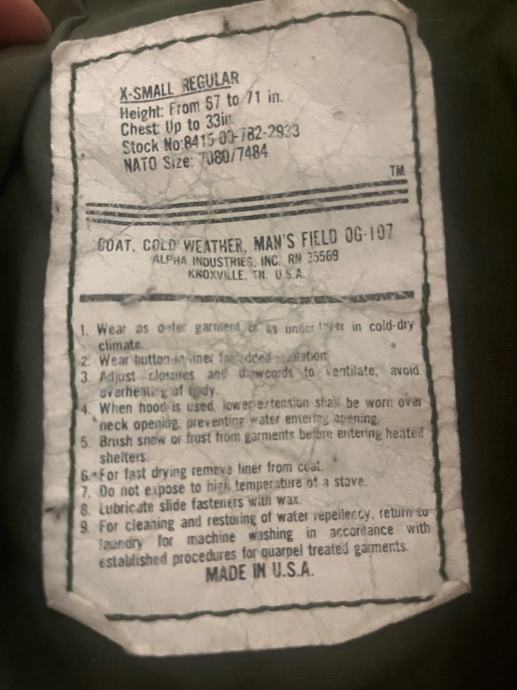 X-SMALL REGULAR
Height: From 67 to 71 in.
Chest: Up to 33in
Stock No:8415-00-782-2933
NATO Size: 7080/7484
TM
COAT, COLD WEATHER, MAN'S FIELD OG-107
ALPHA INDUSTRIES, INC. RN 35569
KNOXVILLE, TN. U.S.A.
1. Wear as outer garment or as under layer in cold-dry
climate.
2. Wear button-in liner for added insulation
3. Adjust closures and drawcords to ventilate, avoid
overheating of body.
4. When hood is used, lower extension shall be worn over
neck opening, preventing water entering opening.
5. Brush snow or frost from garments before entering heated
shelters.
6. For fast drying remove liner from coat.
7. Do not expose to high temperature of a stove.
8. Lubricate slide fasteners with wax.
9. For cleaning and restoring of water repellency, return to
laundry for machine washing in accordance with
established procedures for quarpel treated garments.
MADE IN U.S.A.